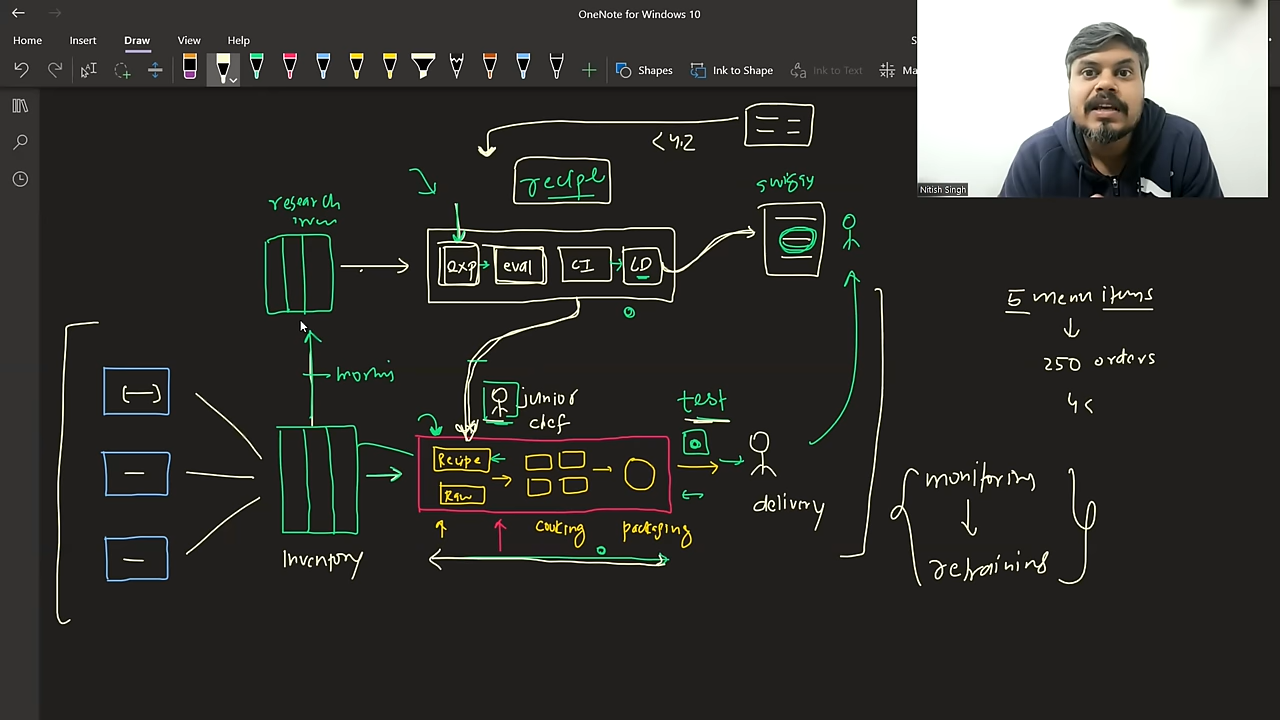 OneNote for Windows 10
Home Insert Draw View Help
S
Shapes
Ink to Shape
Ink to Text
Ma
Nitish Singh
<4.2
recipe
swiggy
research
exp eval CI CD
5 menu items
250 orders
4<
junior
chef
test
Recipe
Raw
delivery
monitoring
retraining
Inventory
cooking
packaging